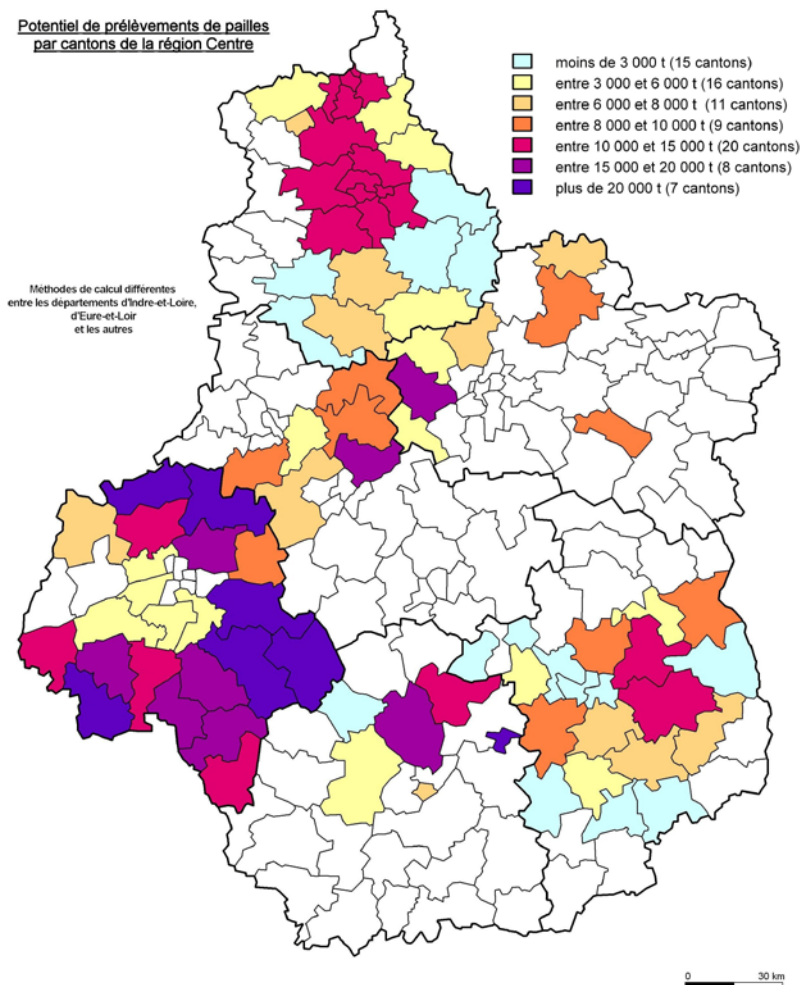 Potentiel de prélèvements de pailles
par cantons de la région Centre
moins de 3 000 t (15 cantons)
entre 3 000 et 6 000 t (16 cantons)
entre 6 000 et 8 000 t (11 cantons)
entre 8 000 et 10 000 t (9 cantons)
entre 10 000 et 15 000 t (20 cantons)
entre 15 000 et 20 000 t (8 cantons)
plus de 20 000 t (7 cantons)
Méthodes de calcul différentes
entre les départements d'Indre-et-Loire,
d'Eure-et-Loir
et les autres
0 30 km